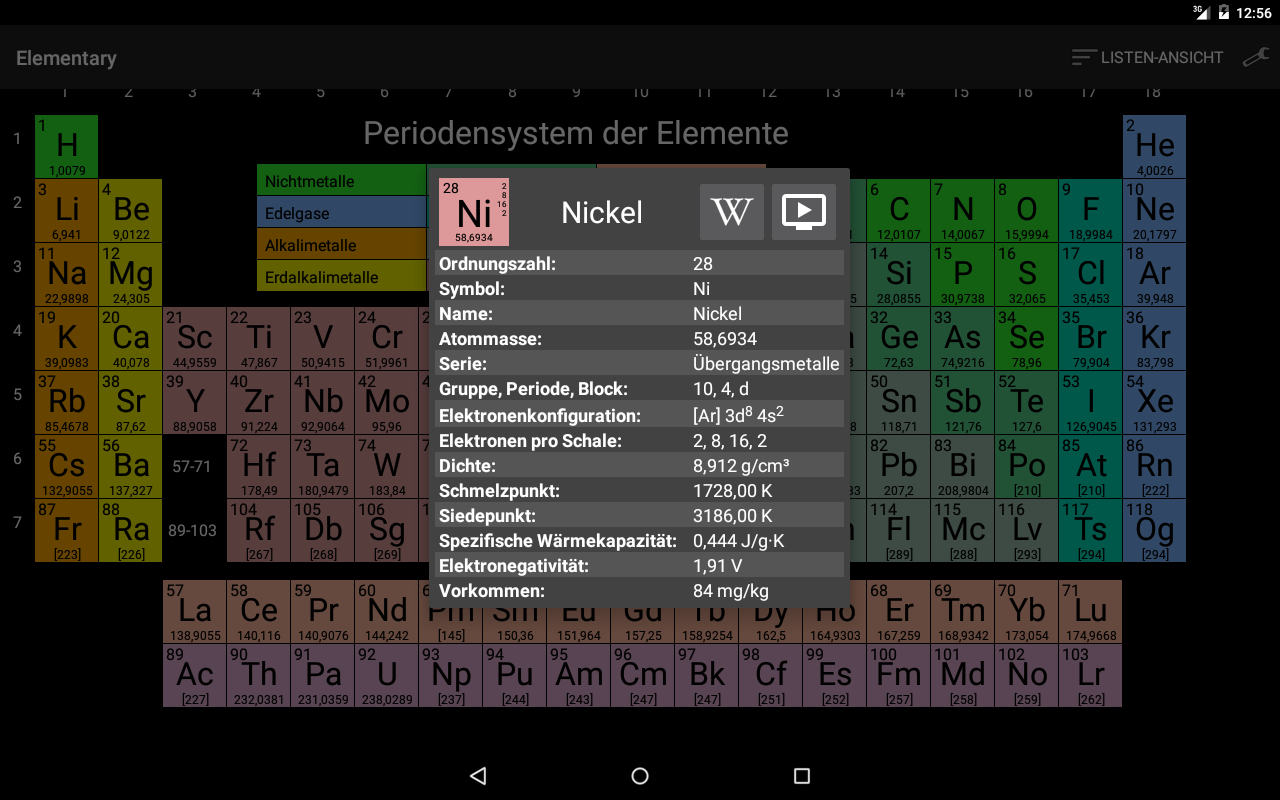 3G 12:56
Elementary LISTEN-ANSICHT
1 2 3 4 5 6 7 8 9 10 11 12 13 14 15 16 17 18
Periodensystem der Elemente
1 1 H 1,0079 2 He 4,0026
Nichtmetalle
Edelgase
Alkalimetalle
Erdalkalimetalle
28 Ni 58,6934 2 8 16 2 Nickel W
Ordnungszahl: 28
Symbol: Ni
Name: Nickel
Atommasse: 58,6934
Serie: Übergangsmetalle
Gruppe, Periode, Block: 10, 4, d
Elektronenkonfiguration: [Ar] 3d⁸ 4s²
Elektronen pro Schale: 2, 8, 16, 2
Dichte: 8,912 g/cm³
Schmelzpunkt: 1728,00 K
Siedepunkt: 3186,00 K
Spezifische Wärmekapazität: 0,444 J/g·K
Elektronegativität: 1,91 V
Vorkommen: 84 mg/kg
2 3 Li 6,941 4 Be 9,0122 6 C 12,0107 7 N 14,0067 8 O 15,9994 9 F 18,9984 10 Ne 20,1797
3 11 Na 22,9898 12 Mg 24,305 14 Si 28,0855 15 P 30,9738 16 S 32,065 17 Cl 35,453 18 Ar 39,948
4 19 K 39,0983 20 Ca 40,078 21 Sc 44,9559 22 Ti 47,867 23 V 50,9415 24 Cr 51,9961 32 Ge 72,63 33 As 74,9216 34 Se 78,96 35 Br 79,904 36 Kr 83,798
5 37 Rb 85,4678 38 Sr 87,62 39 Y 88,9058 40 Zr 91,224 41 Nb 92,9064 42 Mo 95,96 50 Sn 118,71 51 Sb 121,76 52 Te 127,6 53 I 126,9045 54 Xe 131,293
6 55 Cs 132,9055 56 Ba 137,327 57-71 72 Hf 178,49 73 Ta 180,9479 74 W 183,84 82 Pb 207,2 83 Bi 208,9804 84 Po [210] 85 At [210] 86 Rn [222]
7 87 Fr [223] 88 Ra [226] 89-103 104 Rf [267] 105 Db [268] 106 Sg [269] 114 Fl [289] 115 Mc [288] 116 Lv [293] 117 Ts [294] 118 Og [294]
57 La 138,9055 58 Ce 140,116 59 Pr 140,9076 60 Nd 144,242 Pm [145] Sm 150,36 Eu 151,964 Gd 157,25 Tb 158,9254 Dy 162,5 Ho 164,9303 68 Er 167,259 69 Tm 168,9342 70 Yb 173,054 71 Lu 174,9668
89 Ac [227] 90 Th 232,0381 91 Pa 231,0359 92 U 238,0289 93 Np [237] 94 Pu [244] 95 Am [243] 96 Cm [247] 97 Bk [247] 98 Cf [251] 99 Es [252] 100 Fm [257] 101 Md [258] 102 No [259] 103 Lr [262]